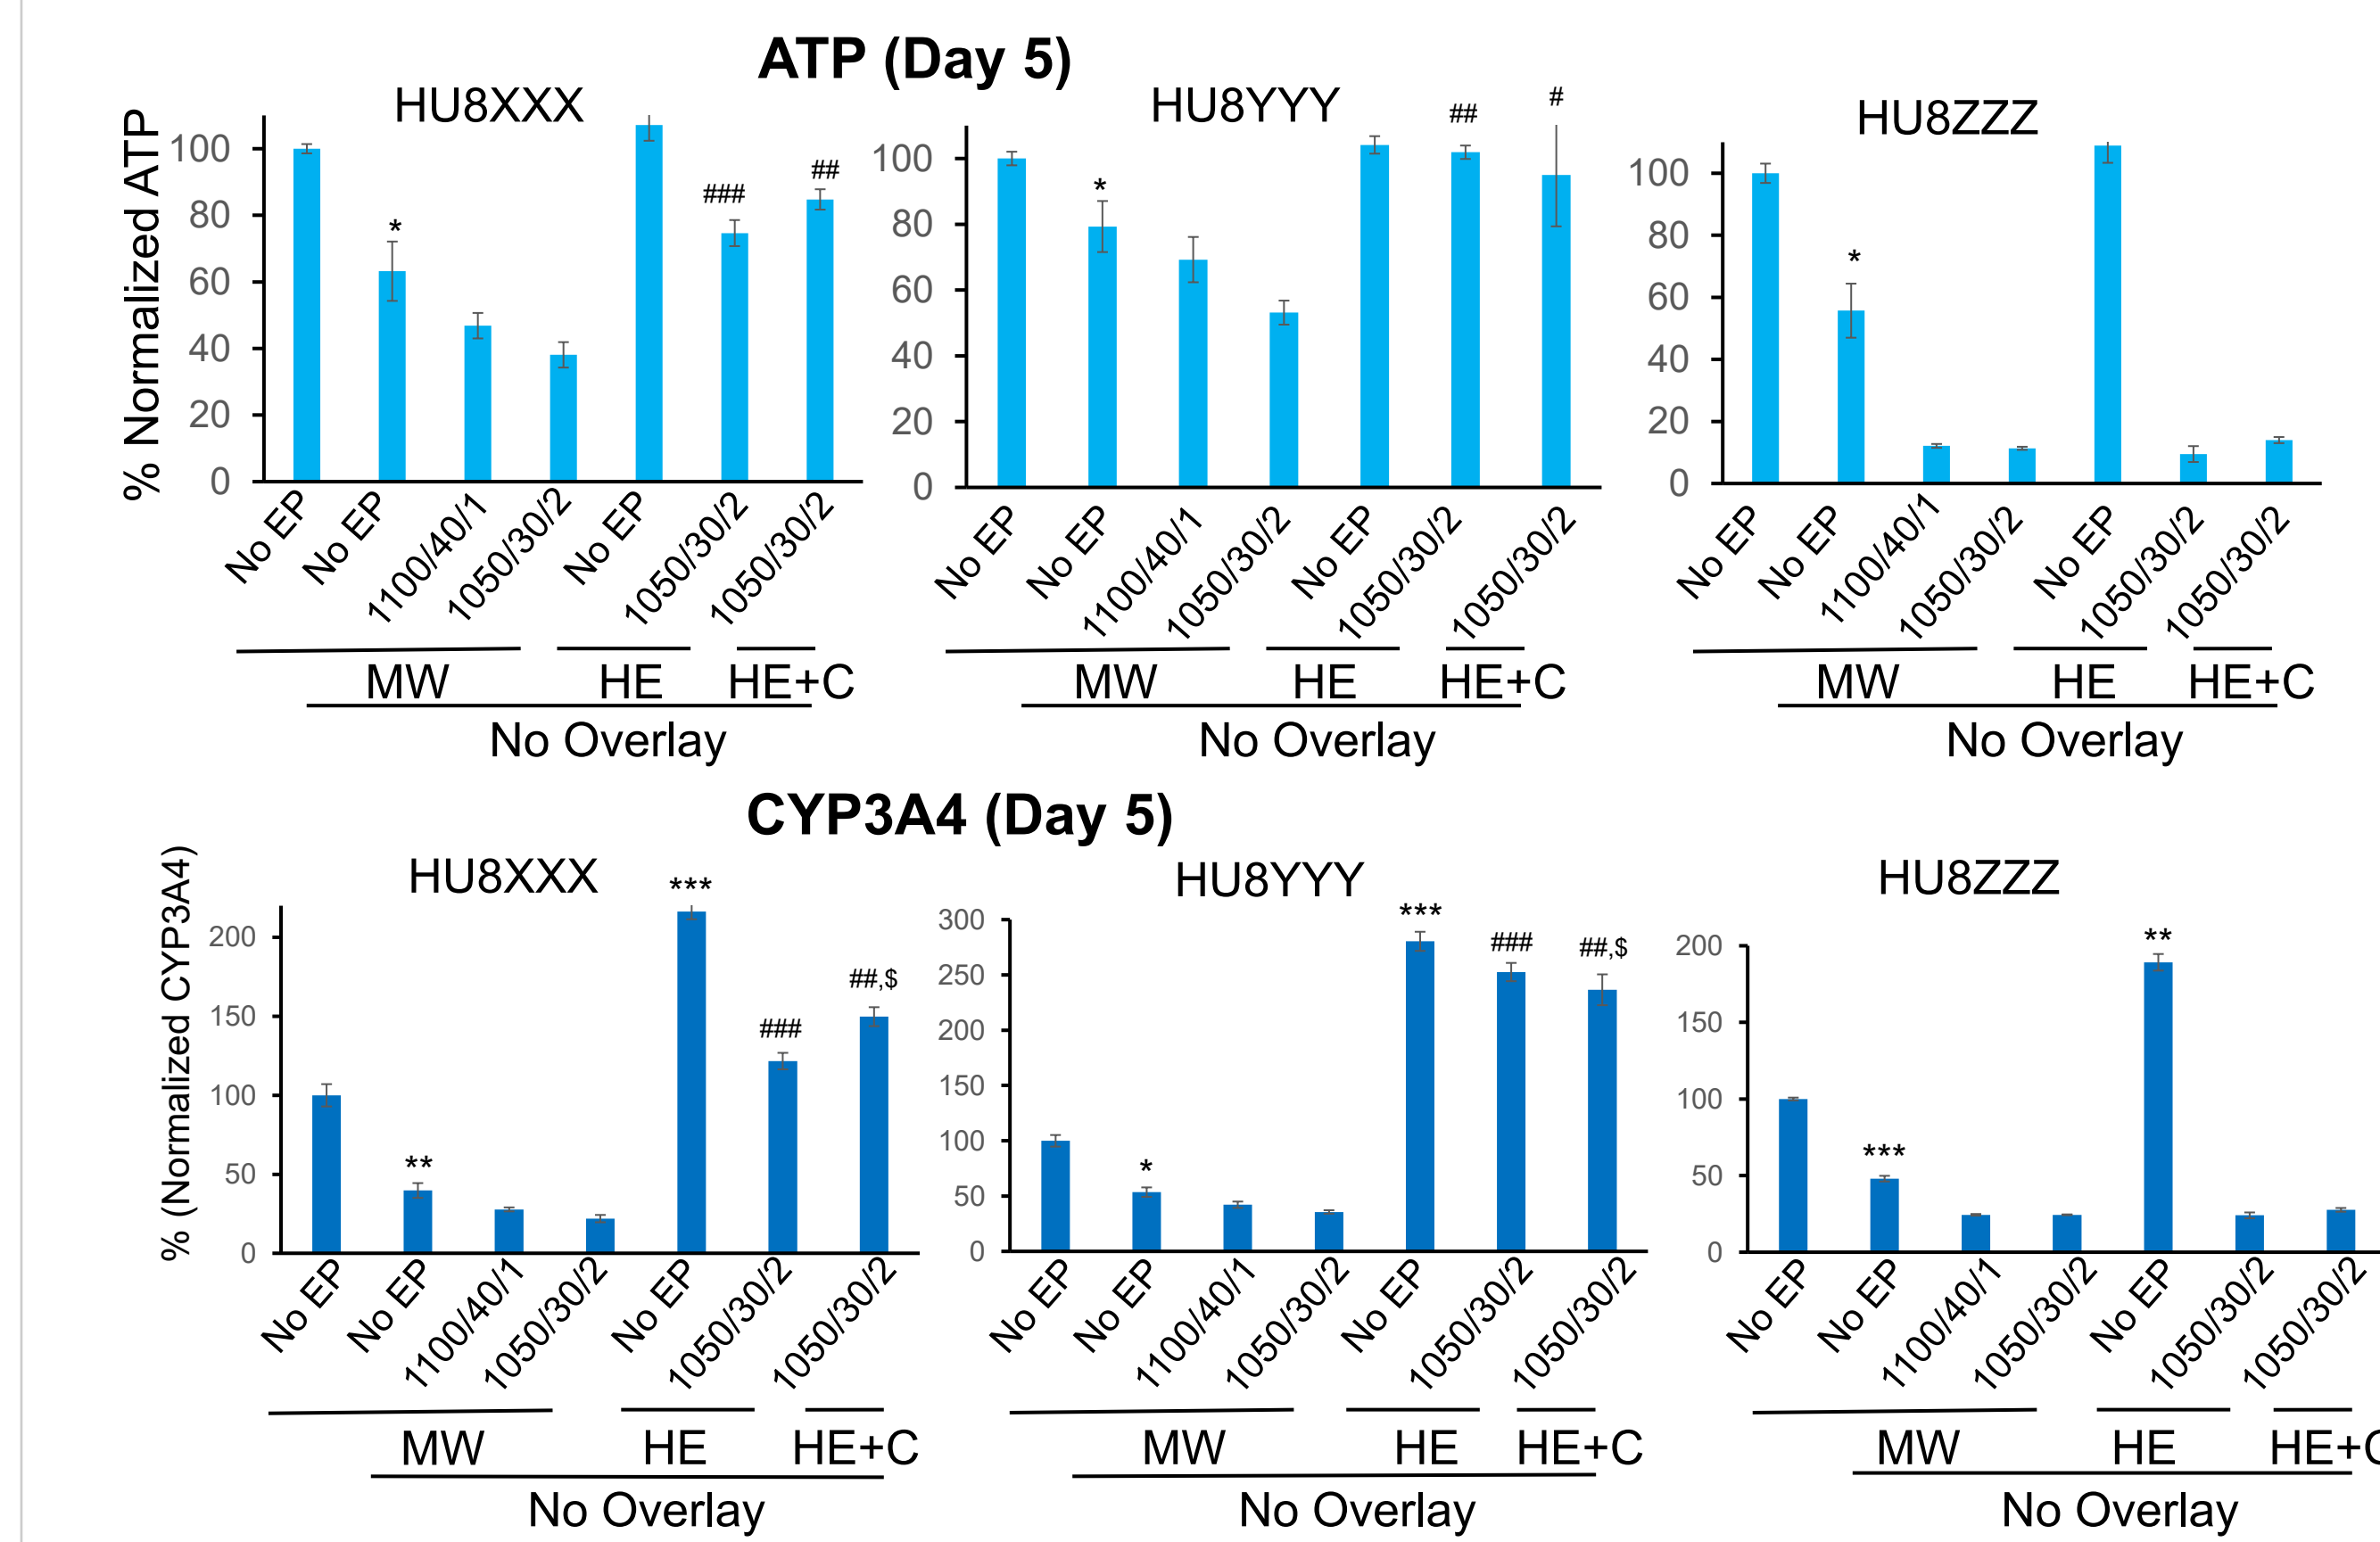 ATP (Day 5)
HU8XXX
HU8YYY
HU8ZZZ
% Normalized ATP
100
80
60
40
20
0
*
###
##
No EP
No EP
1100/40/1
1050/30/2
No EP
1050/30/2
1050/30/2
MW
HE
HE+C
No Overlay
100
80
60
40
20
0
*
##
#
No EP
No EP
1100/40/1
1050/30/2
No EP
1050/30/2
1050/30/2
MW
HE
HE+C
No Overlay
100
80
60
40
20
0
*
No EP
No EP
1100/40/1
1050/30/2
No EP
1050/30/2
1050/30/2
MW
HE
HE+C
No Overlay
CYP3A4 (Day 5)
HU8XXX
HU8YYY
HU8ZZZ
% (Normalized CYP3A4)
200
150
100
50
0
**
***
###
##,$
No EP
No EP
1100/40/1
1050/30/2
No EP
1050/30/2
1050/30/2
MW
HE
HE+C
No Overlay
300
250
200
150
100
50
0
*
***
###
##,$
No EP
No EP
1100/40/1
1050/30/2
No EP
1050/30/2
1050/30/2
MW
HE
HE+C
No Overlay
200
150
100
50
0
***
**
No EP
No EP
1100/40/1
1050/30/2
No EP
1050/30/2
1050/30/2
MW
HE
HE+C
No Overlay